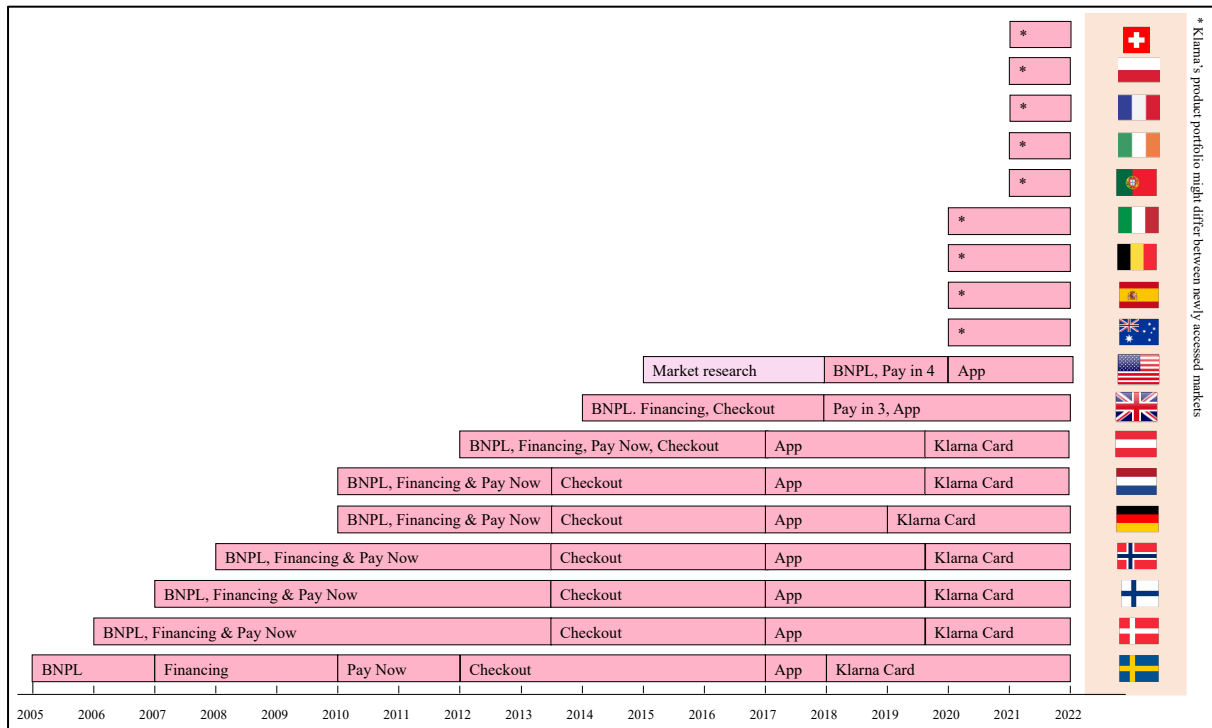 *
*
*
*
*
*
*
*
*
Market research BNPL, Pay in 4 App
BNPL. Financing, Checkout Pay in 3, App
BNPL, Financing, Pay Now, Checkout App Klarna Card
BNPL, Financing & Pay Now Checkout App Klarna Card
BNPL, Financing & Pay Now Checkout App Klarna Card
BNPL, Financing & Pay Now Checkout App Klarna Card
BNPL, Financing & Pay Now Checkout App Klarna Card
BNPL, Financing & Pay Now Checkout App Klarna Card
BNPL Financing Pay Now Checkout App Klarna Card
2005 2006 2007 2008 2009 2010 2011 2012 2013 2014 2015 2016 2017 2018 2019 2020 2021 2022
* Klarna's product portfolio might differ between newly accessed markets